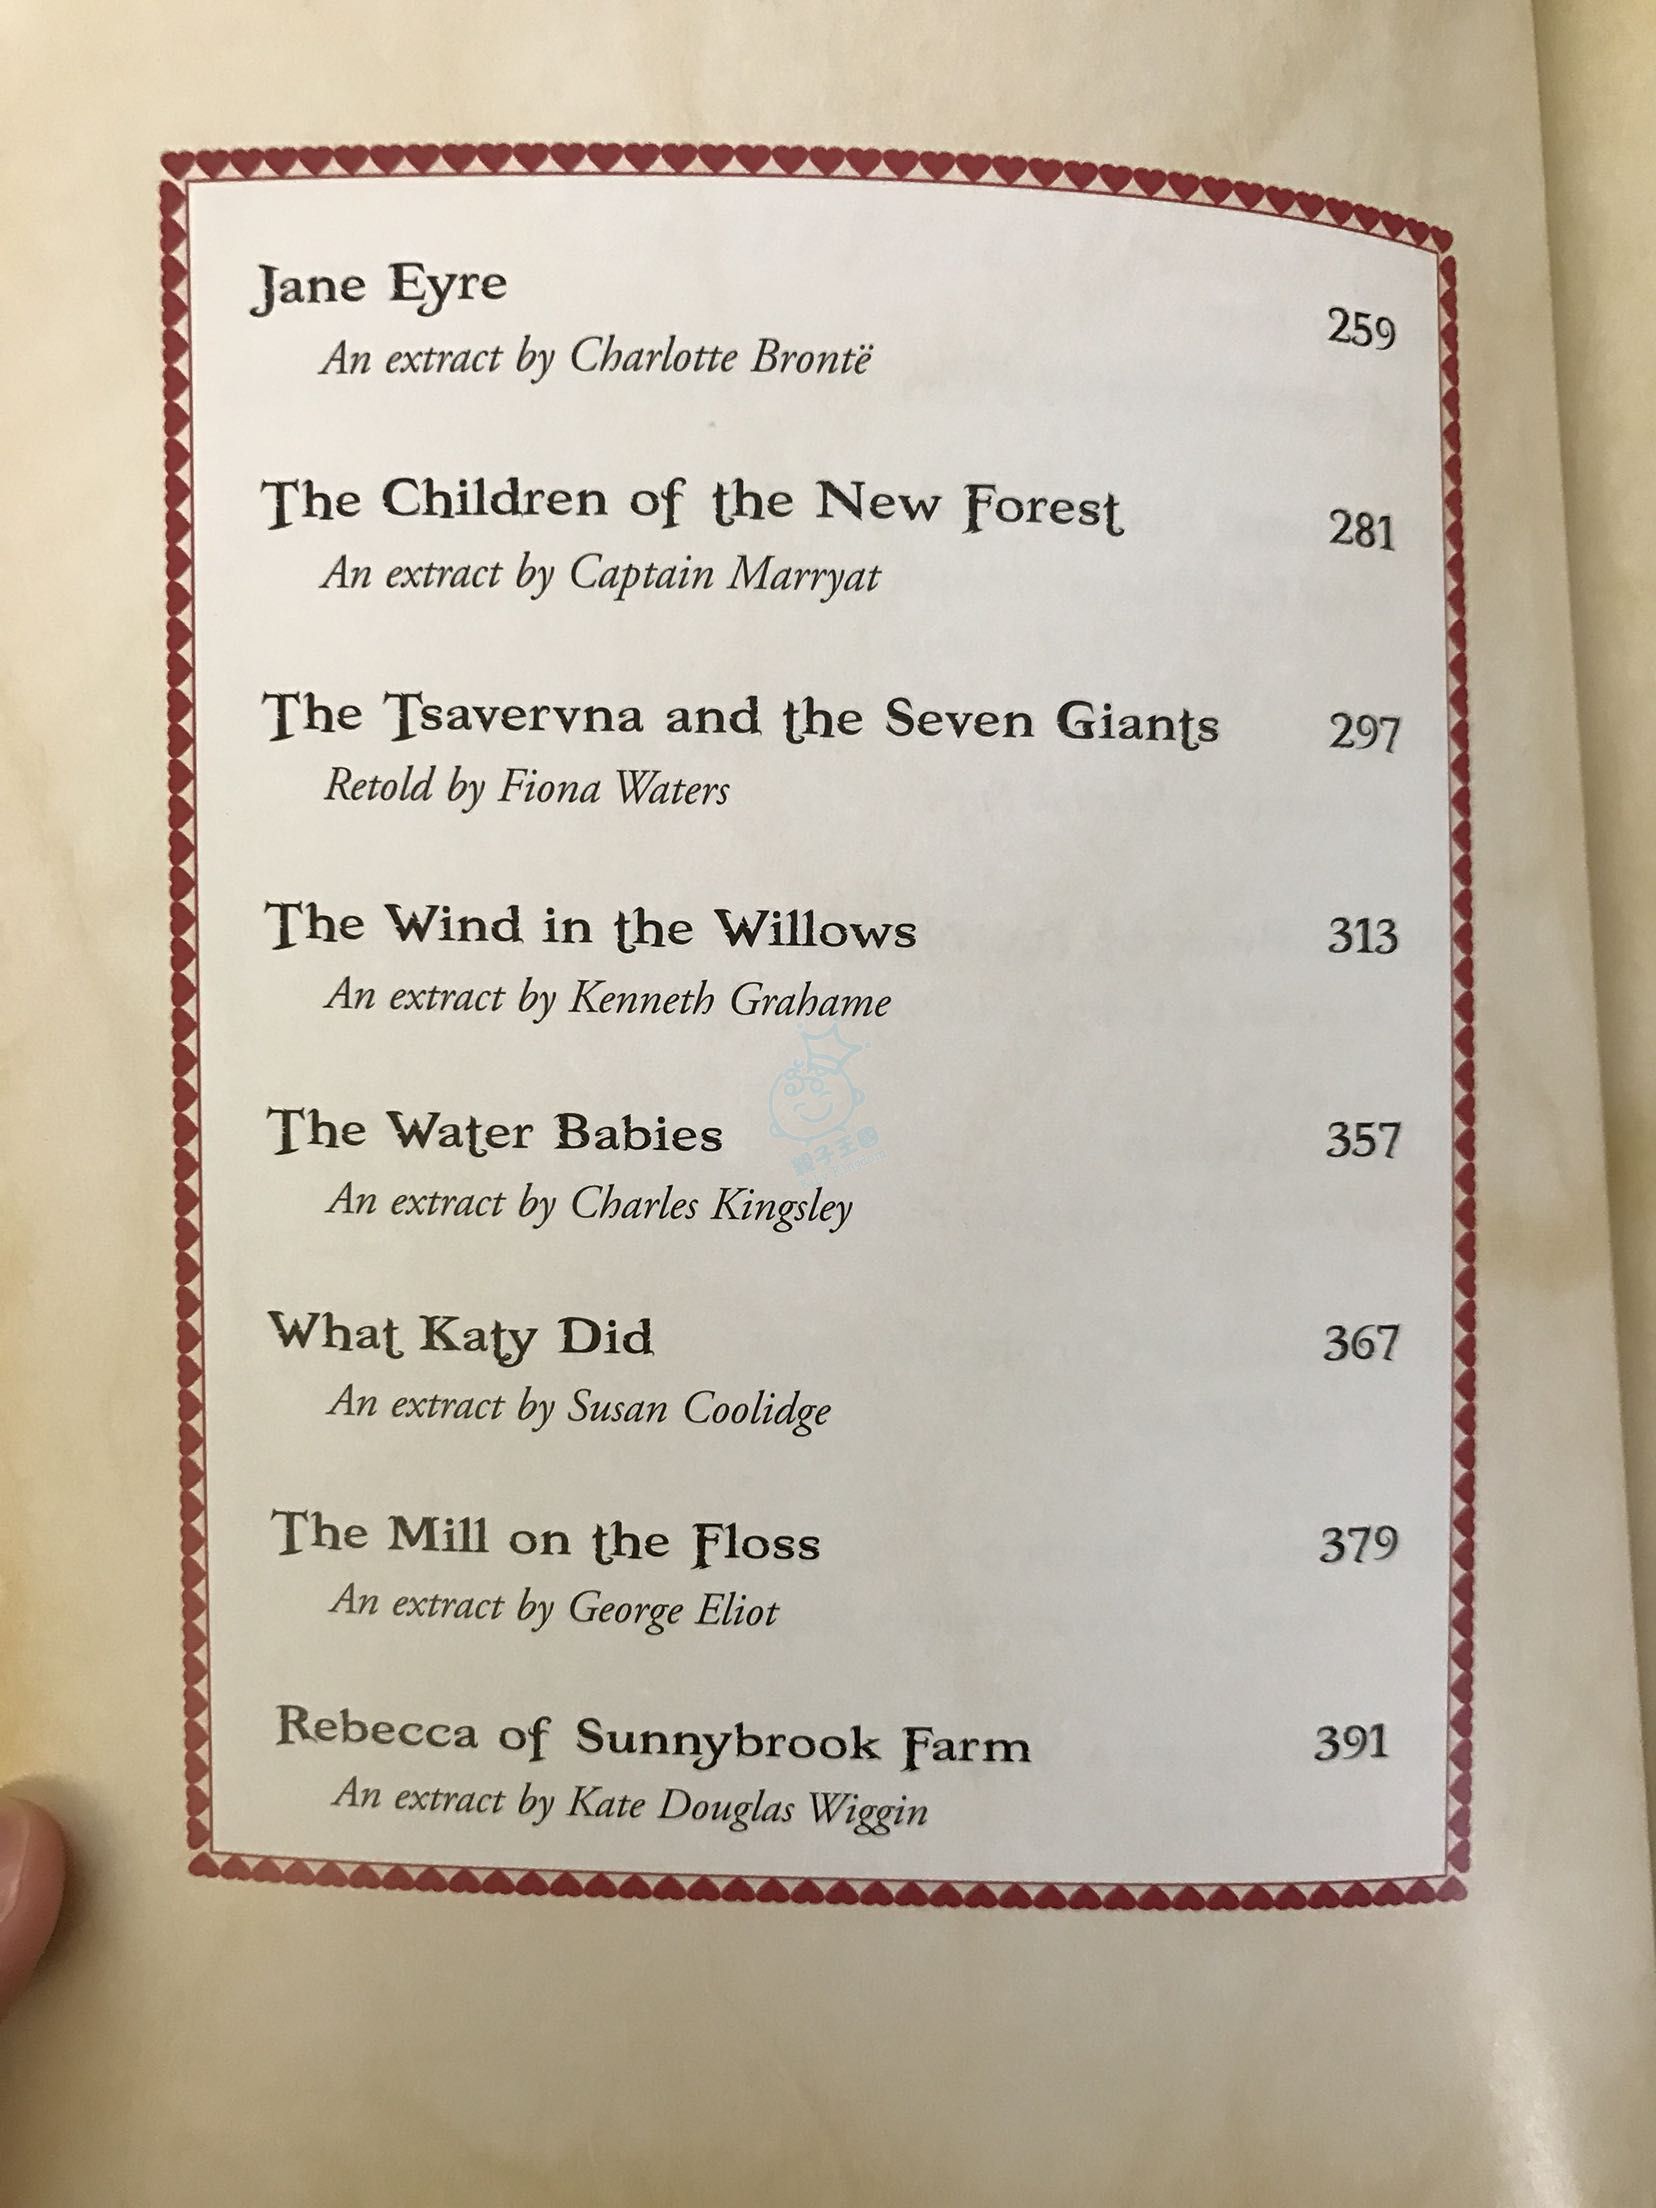 Jane Eyre 259
An extract by Charlotte Brontë
The Children of the New Forest 281
An extract by Captain Marryat
The Tsavervna and the Seven Giants 297
Retold by Fiona Waters
The Wind in the Willows 313
An extract by Kenneth Grahame
The Water Babies 357
An extract by Charles Kingsley
What Katy Did 367
An extract by Susan Coolidge
The Mill on the Floss 379
An extract by George Eliot
Rebecca of Sunnybrook Farm 391
An extract by Kate Douglas Wiggin